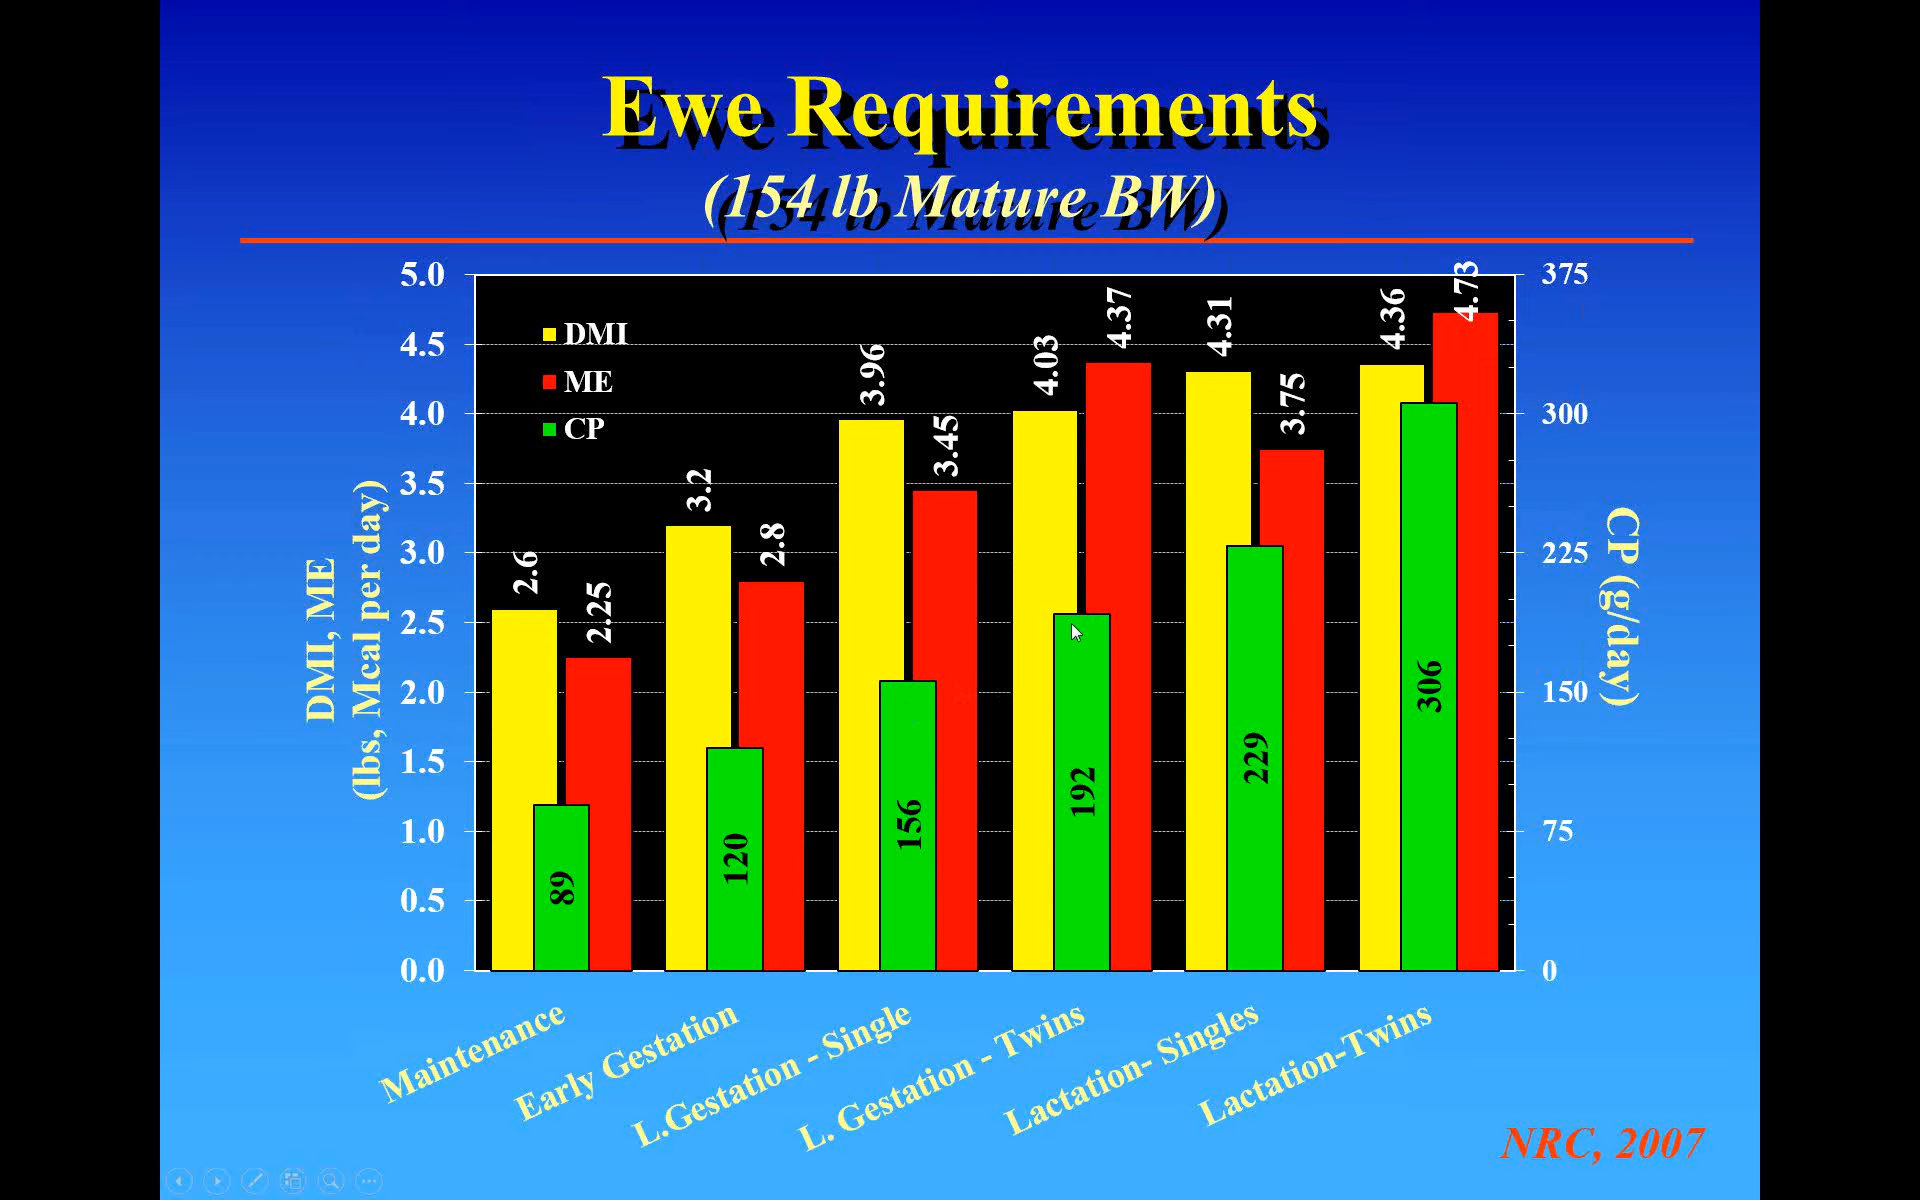 Ewe Requirements
(154 lb Mature BW)
DMI
ME
CP
DMI, ME
(lbs, Mcal per day)
5.0
4.5
4.0
3.5
3.0
2.5
2.0
1.5
1.0
0.5
0.0
2.6
2.25
89
3.2
2.8
120
3.96
3.45
156
4.03
4.37
192
4.31
3.75
229
4.36
4.73
306
375
300
225
150
75
0
CP (g/day)
Maintenance
Early Gestation
L.Gestation - Single
L. Gestation - Twins
Lactation- Singles
Lactation-Twins
NRC, 2007